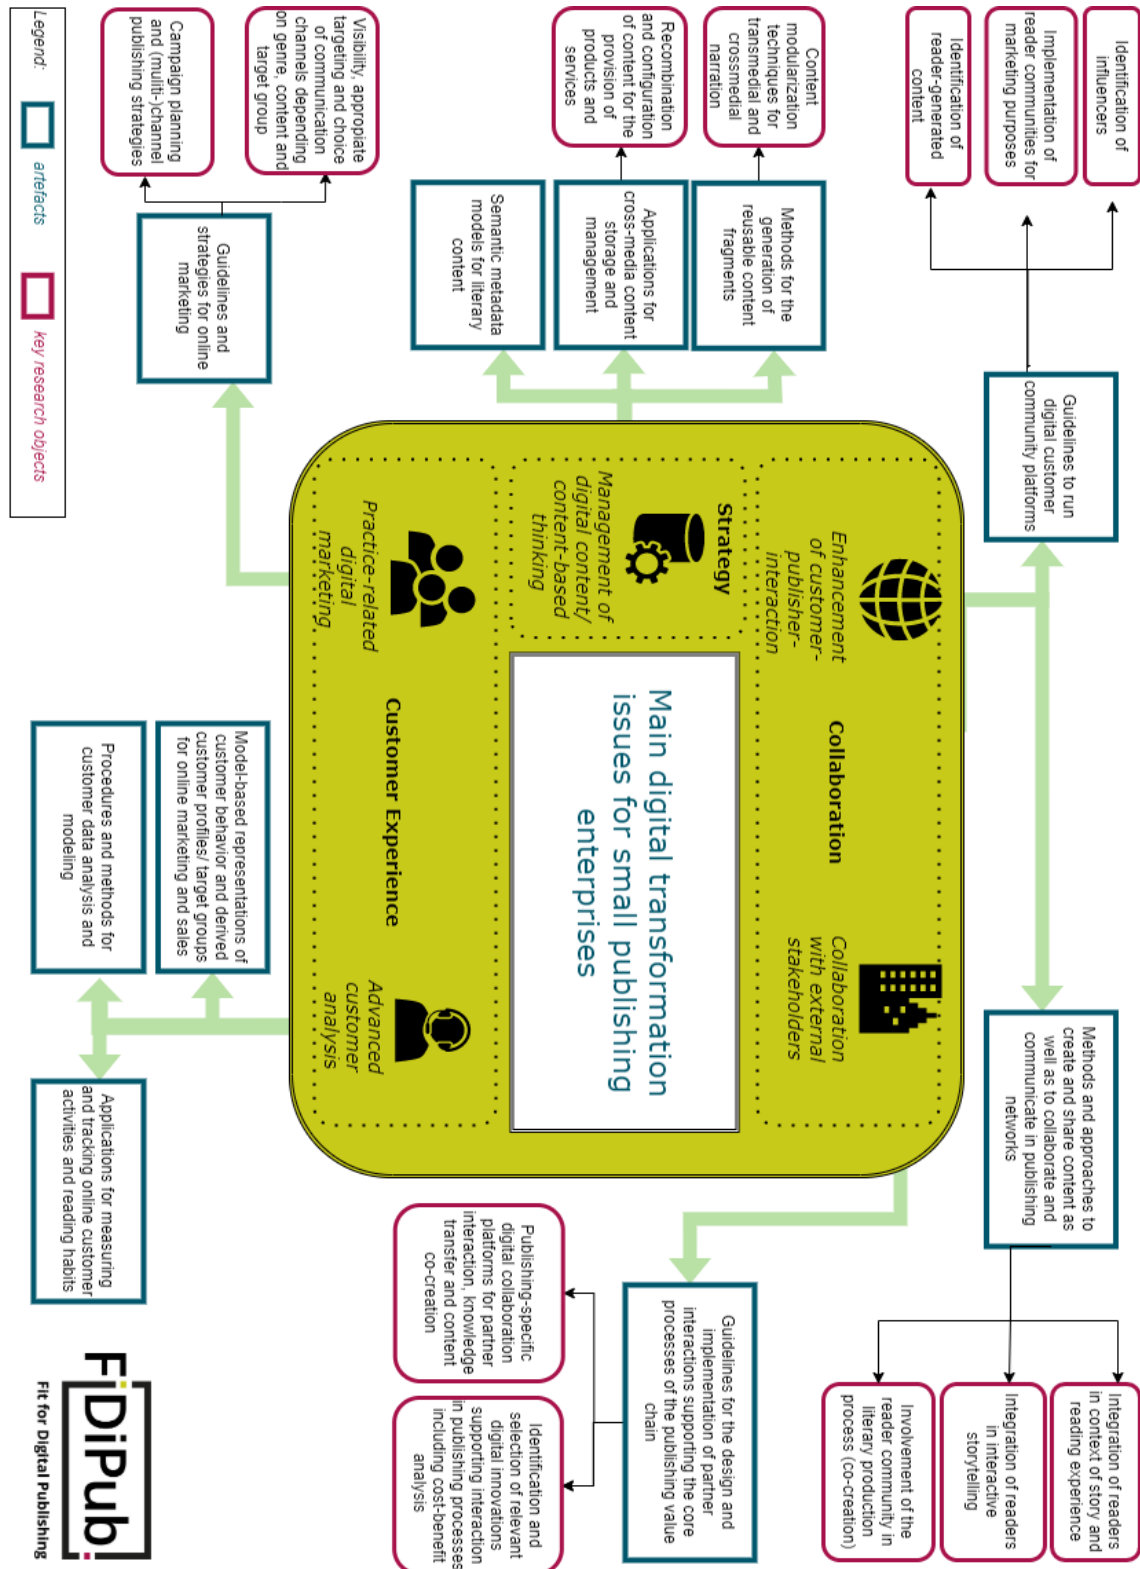 Identification of
influencers
Implementation of
reader communities for
marketing purposes
Identification of
reader-generated
content
Guidelines to run
digital customer
community platforms
Methods and approaches to
create and share content as
well as to collaborate and
communicate in publishing
networks
Integration of readers
in context of story and
reading experience
Integration of readers
in interactive
storytelling
Involvement of the
reader community in
literary production
process (co-creation)
Content
modularization
techniques for
transmedial and
crossmedial
narration
Recombination
and configuration
of content for the
provision of
products and
services
Methods for the
generation of
reusable content
fragments
Applications for
cross-media content
storage and
management
Semantic metadata
models for literary
content
Collaboration
Enhancement
of customer-
publisher-
interaction
Collaboration
with external
stakeholders
Strategy
Management of
digital content/
content-based
thinking
Main digital transformation
issues for small publishing
enterprises
Customer Experience
Practice-related
digital
marketing
Advanced
customer
analysis
Guidelines for the design and
implementation of partner
interactions supporting the core
processes of the publishing value
chain
Publishing-specific
digital collaboration
platforms for partner
interaction, knowledge
transfer and content
co-creation
Identification and
selection of relevant
digital innovations
supporting interaction
in publishing processes
including cost-benefit
analysis
Visibility, appropiate
targeting and choice
of communication
channels depending
on genre, content and
target group
Campaign planning
and (muliti-)channel
publishing strategies
Guidelines and
strategies for online
marketing
Model-based representations of
customer behavior and derived
customer profiles/ target groups
for online marketing and sales
Procedures and methods for
customer data analysis and
modeling
Applications for measuring
and tracking online customer
activities and reading habits
Legend:
artefacts
key research objects
FiDiPub:
Fit for Digital Publishing